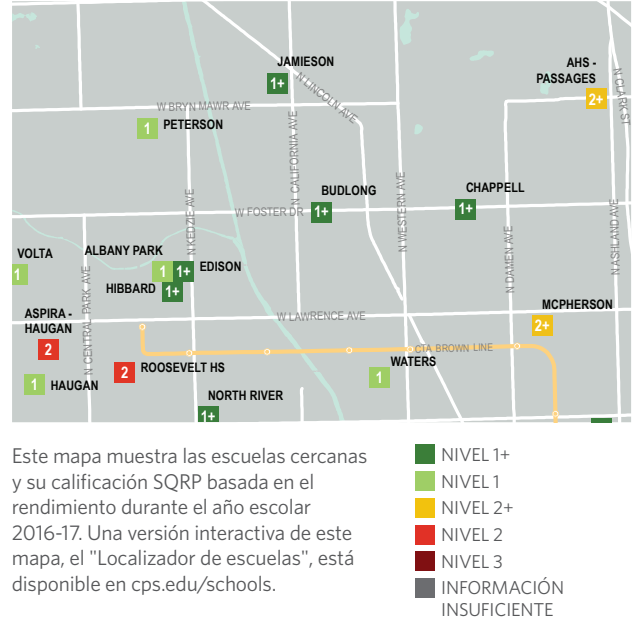 JAMIESON
1+
AHS -
PASSAGES
2+
N CLARK ST
N LINCOLN AVE
W BRYN MAWR AVE
1
PETERSON
N CALIFORNIA AVE
BUDLONG
1+
CHAPPELL
1+
W FOSTER DR
N KEDZIE AVE
N WESTERN AVE
N DAMEN AVE
N ASHLAND AVE
VOLTA
1
ALBANY PARK
1
1+
EDISON
HIBBARD
1+
N CENTRAL PARK AVE
ASPIRA -
HAUGAN
2
W LAWRENCE AVE
MCPHERSON
2+
CTA BROWN LINE
2
ROOSEVELT HS
WATERS
1
1
HAUGAN
NORTH RIVER
1+
Este mapa muestra las escuelas cercanas
y su calificación SQRP basada en el
rendimiento durante el año escolar
2016-17. Una versión interactiva de este
mapa, el "Localizador de escuelas", está
disponible en cps.edu/schools.
NIVEL 1+
NIVEL 1
NIVEL 2+
NIVEL 2
NIVEL 3
INFORMACIÓN
INSUFICIENTE